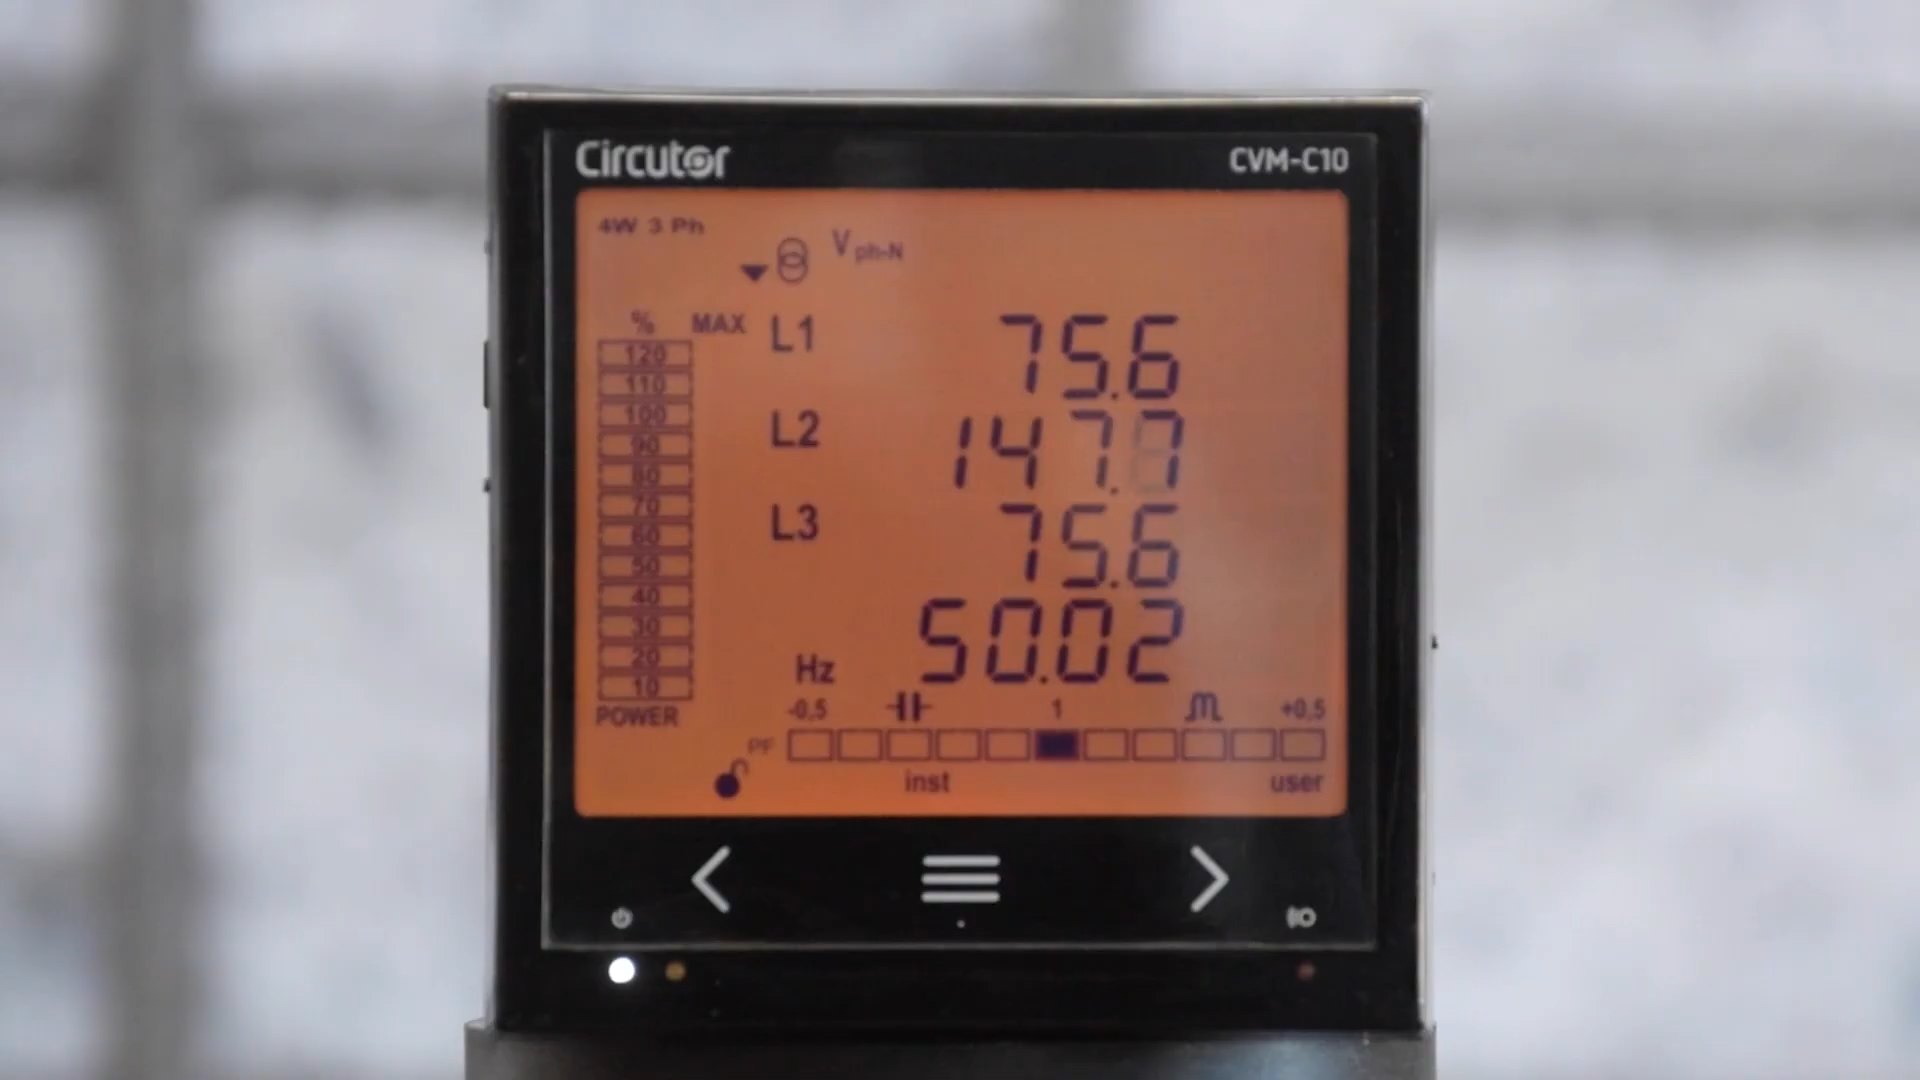 Circutor CVM-C10
4W 3 Ph
V ph-N
% MAX
L1 75.6
L2 147.7
L3 75.6
Hz 50.02
120
110
100
90
80
70
60
50
40
30
20
10
POWER
-0,5 1 +0,5
PF
inst user